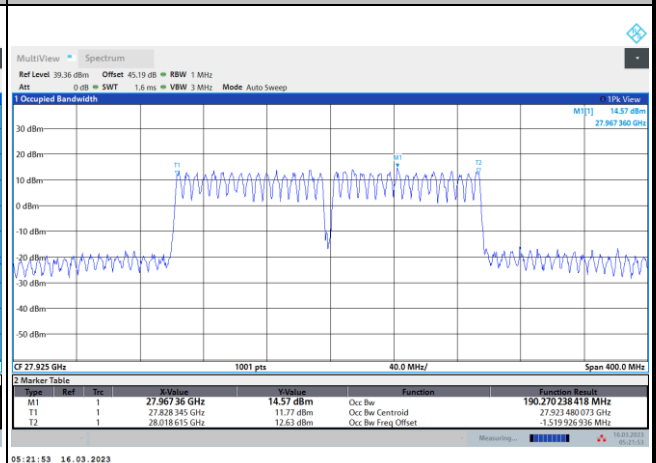 MultiView Spectrum
Ref Level 39.36 dBm Offset 45.19 dB RBW 1 MHz
Att 0 dB SWT 1.6 ms VBW 3 MHz Mode Auto Sweep
1 Occupied Bandwidth 1Pk View
M1[1] 14.57 dBm
27.967 360 GHz
30 dBm
20 dBm
M1
T1 T2
10 dBm
0 dBm
-10 dBm
-20 dBm
-30 dBm
-40 dBm
-50 dBm
CF 27.925 GHz 1001 pts 40.0 MHz/ Span 400.0 MHz
2 Marker Table
Type Ref Trc X-Value Y-Value Function Function Result
M1 1 27.967 36 GHz 14.57 dBm Occ Bw 190.270 238 418 MHz
T1 1 27.828 345 GHz 11.77 dBm Occ Bw Centroid 27.923 480 073 GHz
T2 1 28.018 615 GHz 12.63 dBm Occ Bw Freq Offset -1.519 926 936 MHz
Measuring... 16.03.2023
05:21:53
05:21:53 16.03.2023